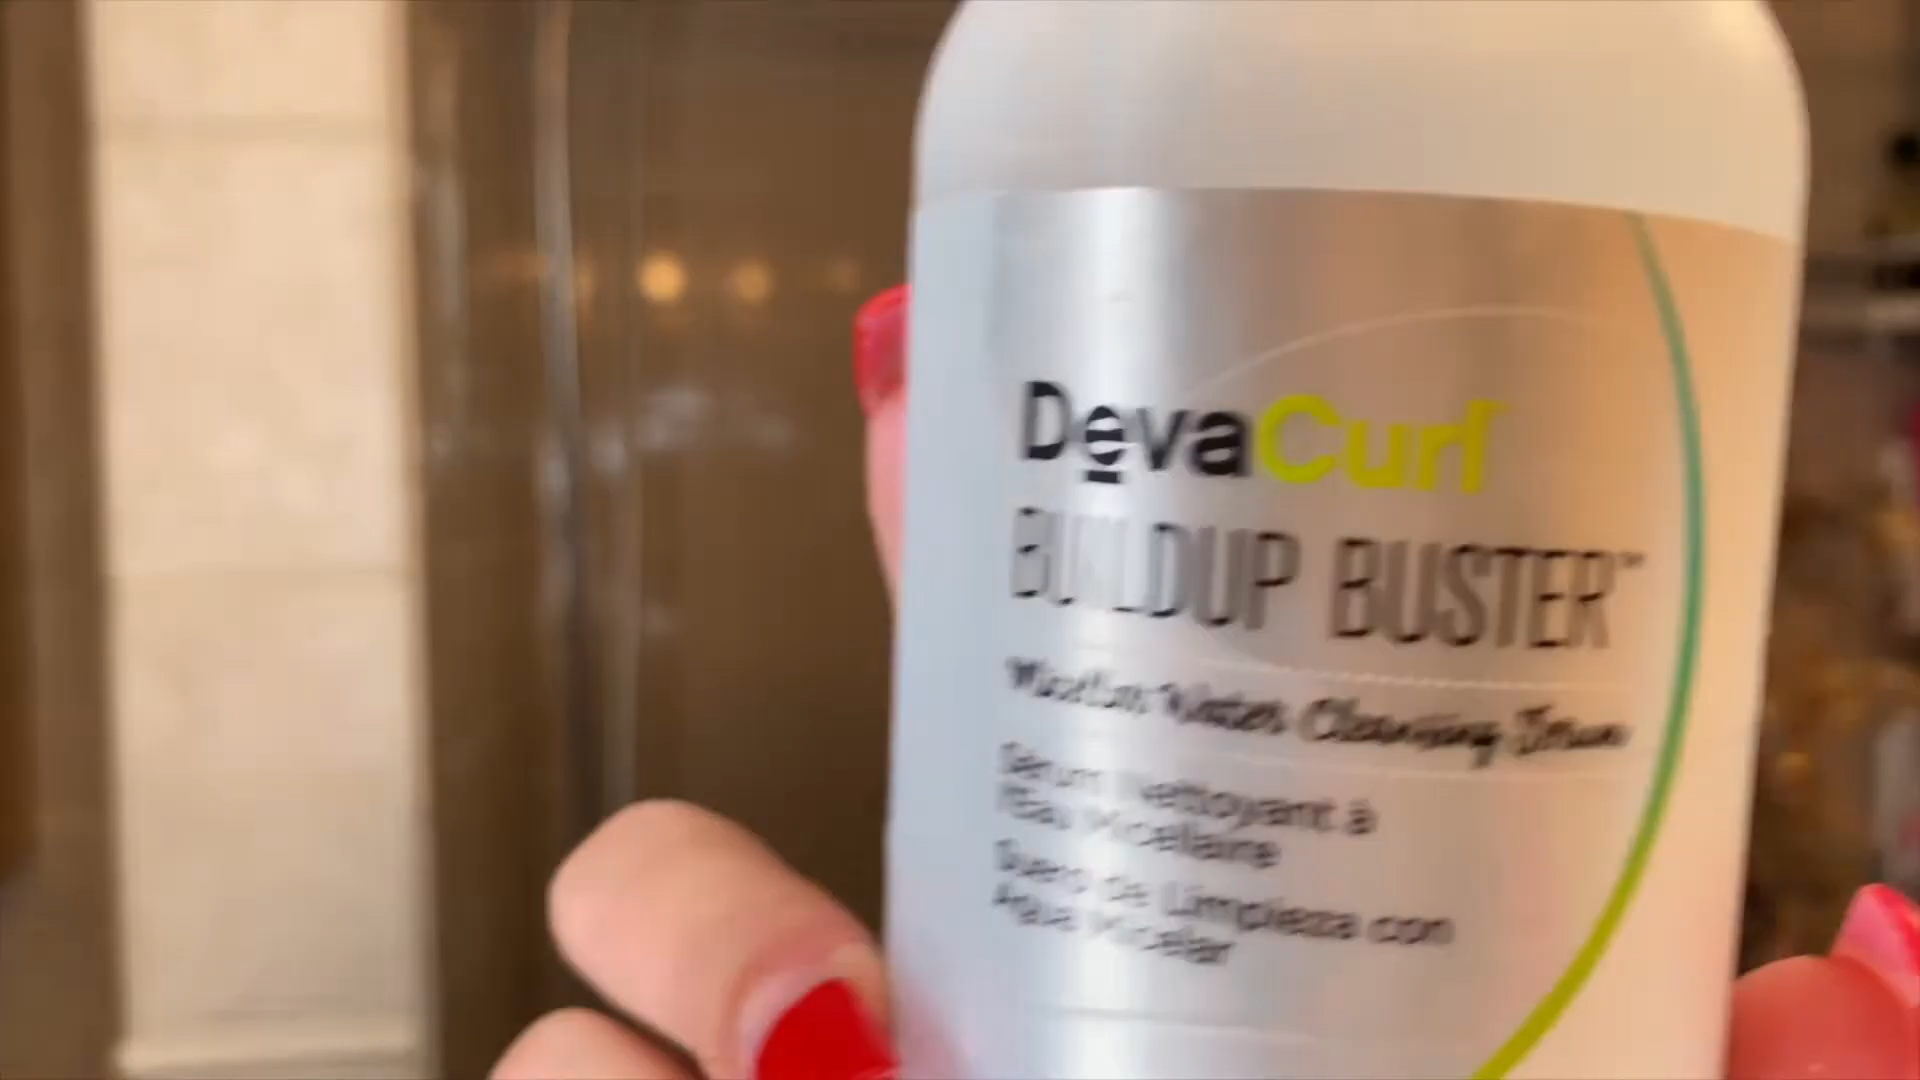 DevaCurl
BUILDUP BUSTER™
Micellar Water Cleansing Serum
Sérum Nettoyant à
l'Eau Micellaire
Suero de Limpieza con
Agua Micelar